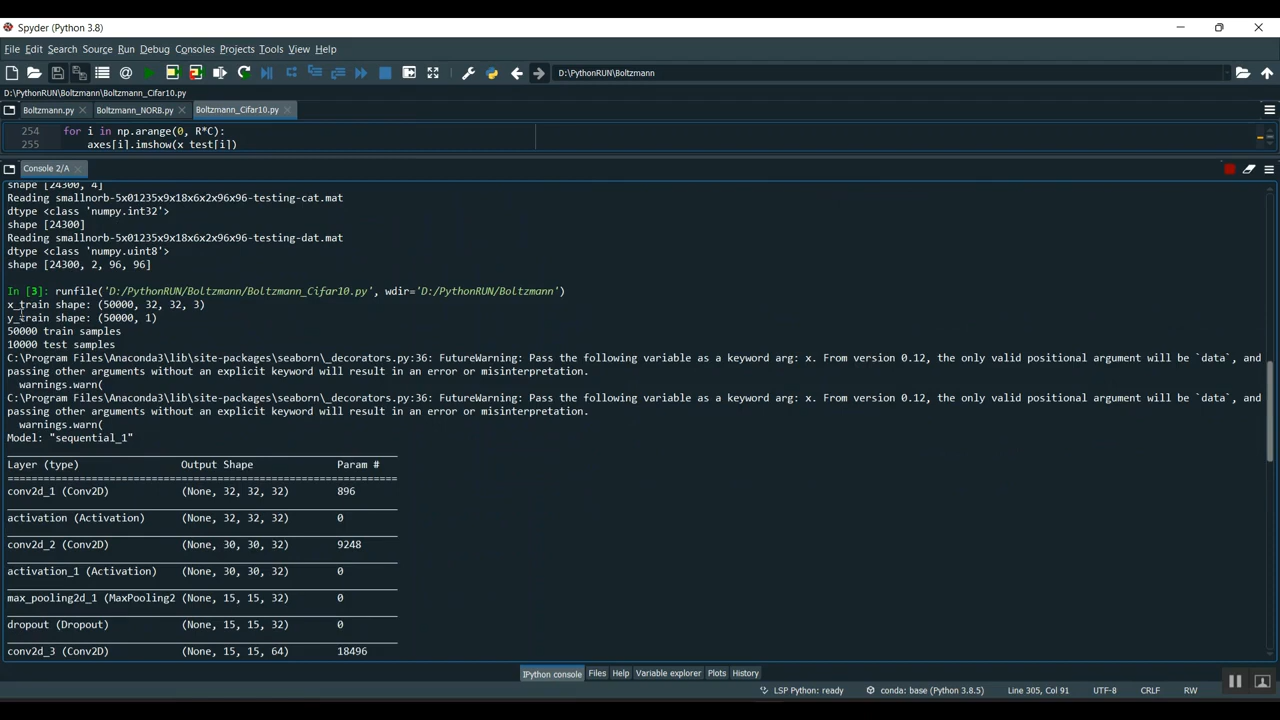 Spyder (Python 3.8)
File Edit Search Source Run Debug Consoles Projects Tools View Help
D:\PythonRUN\Boltzmann
D:\PythonRUN\Boltzmann\Boltzmann_Cifar10.py
Boltzmann.py Boltzmann_NORB.py Boltzmann_Cifar10.py
254 for i in np.arange(0, R*C):
255 axes[i].imshow(x_test[i])
Console 2/A
shape [24300, 4]
Reading smallnorb-5x01235x9x18x6x2x96x96-testing-cat.mat
dtype <class 'numpy.int32'>
shape [24300]
Reading smallnorb-5x01235x9x18x6x2x96x96-testing-dat.mat
dtype <class 'numpy.uint8'>
shape [24300, 2, 96, 96]
In [3]: runfile('D:/PythonRUN/Boltzmann/Boltzmann_Cifar10.py', wdir='D:/PythonRUN/Boltzmann')
x_train shape: (50000, 32, 32, 3)
y_train shape: (50000, 1)
50000 train samples
10000 test samples
C:\Program Files\Anaconda3\lib\site-packages\seaborn\_decorators.py:36: FutureWarning: Pass the following variable as a keyword arg: x. From version 0.12, the only valid positional argument will be `data`, and
passing other arguments without an explicit keyword will result in an error or misinterpretation.
warnings.warn(
C:\Program Files\Anaconda3\lib\site-packages\seaborn\_decorators.py:36: FutureWarning: Pass the following variable as a keyword arg: x. From version 0.12, the only valid positional argument will be `data`, and
passing other arguments without an explicit keyword will result in an error or misinterpretation.
warnings.warn(
Model: "sequential_1"
Layer (type) Output Shape Param #
=================================================================
conv2d_1 (Conv2D) (None, 32, 32, 32) 896
activation (Activation) (None, 32, 32, 32) 0
conv2d_2 (Conv2D) (None, 30, 30, 32) 9248
activation_1 (Activation) (None, 30, 30, 32) 0
max_pooling2d_1 (MaxPooling2 (None, 15, 15, 32) 0
dropout (Dropout) (None, 15, 15, 32) 0
conv2d_3 (Conv2D) (None, 15, 15, 64) 18496
IPython console Files Help Variable explorer Plots History
LSP Python: ready conda: base (Python 3.8.5) Line 305, Col 91 UTF-8 CRLF RW